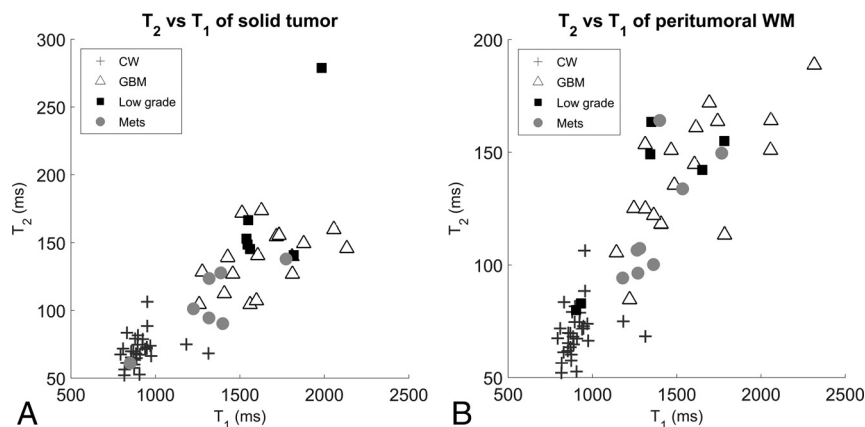 T₂ vs T₁ of solid tumor
300
250
200
150
100
50
T₂ (ms)
CW
GBM
Low grade
Mets
500 1000 1500 2000 2500
T₁ (ms)
A
T₂ vs T₁ of peritumoral WM
200
150
100
50
T₂ (ms)
CW
GBM
Low grade
Mets
500 1000 1500 2000 2500
T₁ (ms)
B